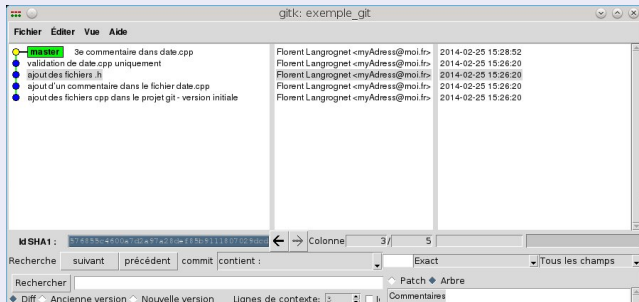 gitk: exemple_git
Fichier Éditer Vue Aide
master 3e commentaire dans date.cpp Florent Langrognet <myAdress@moi.fr> 2014-02-25 15:28:52
validation de date.cpp uniquement Florent Langrognet <myAdress@moi.fr> 2014-02-25 15:26:20
ajout des fichiers .h Florent Langrognet <myAdress@moi.fr> 2014-02-25 15:26:20
ajout d'un commentaire dans le fichier date.cpp Florent Langrognet <myAdress@moi.fr> 2014-02-25 15:26:20
ajout des fichiers cpp dans le projet git - version initiale Florent Langrognet <myAdress@moi.fr> 2014-02-25 15:26:20
Id SHA1 : Colonne 3/ 5
Recherche suivant précédent commit contient : Exact Tous les champs
Rechercher Patch Arbre
Diff Ancienne version Nouvelle version Lignes de contexte: 3 Commentaires